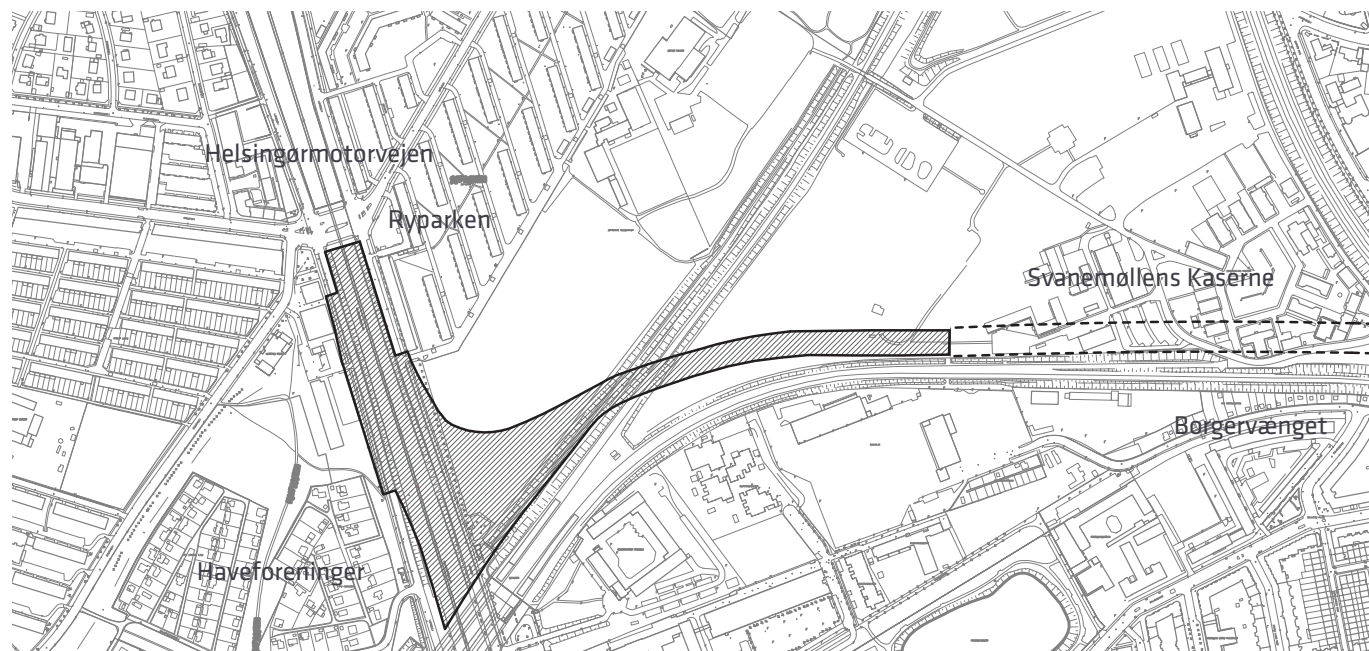 Helsingørmotorvejen
Ryparken
Svanemøllens Kaserne
Borgervænget
Haveforeninger